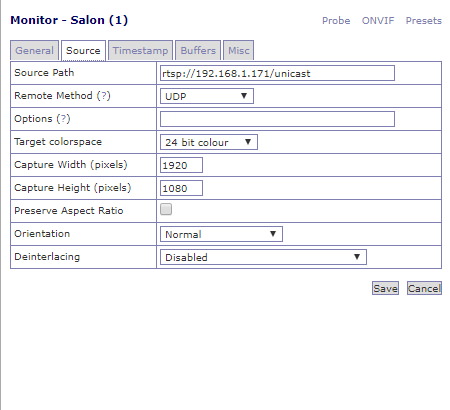 Monitor - Salon (1) Probe ONVIF Presets
General Source Timestamp Buffers Misc
Source Path rtsp://192.168.1.171/unicast
Remote Method (?) UDP
Options (?)
Target colorspace 24 bit colour
Capture Width (pixels) 1920
Capture Height (pixels) 1080
Preserve Aspect Ratio
Orientation Normal
Deinterlacing Disabled
Save Cancel